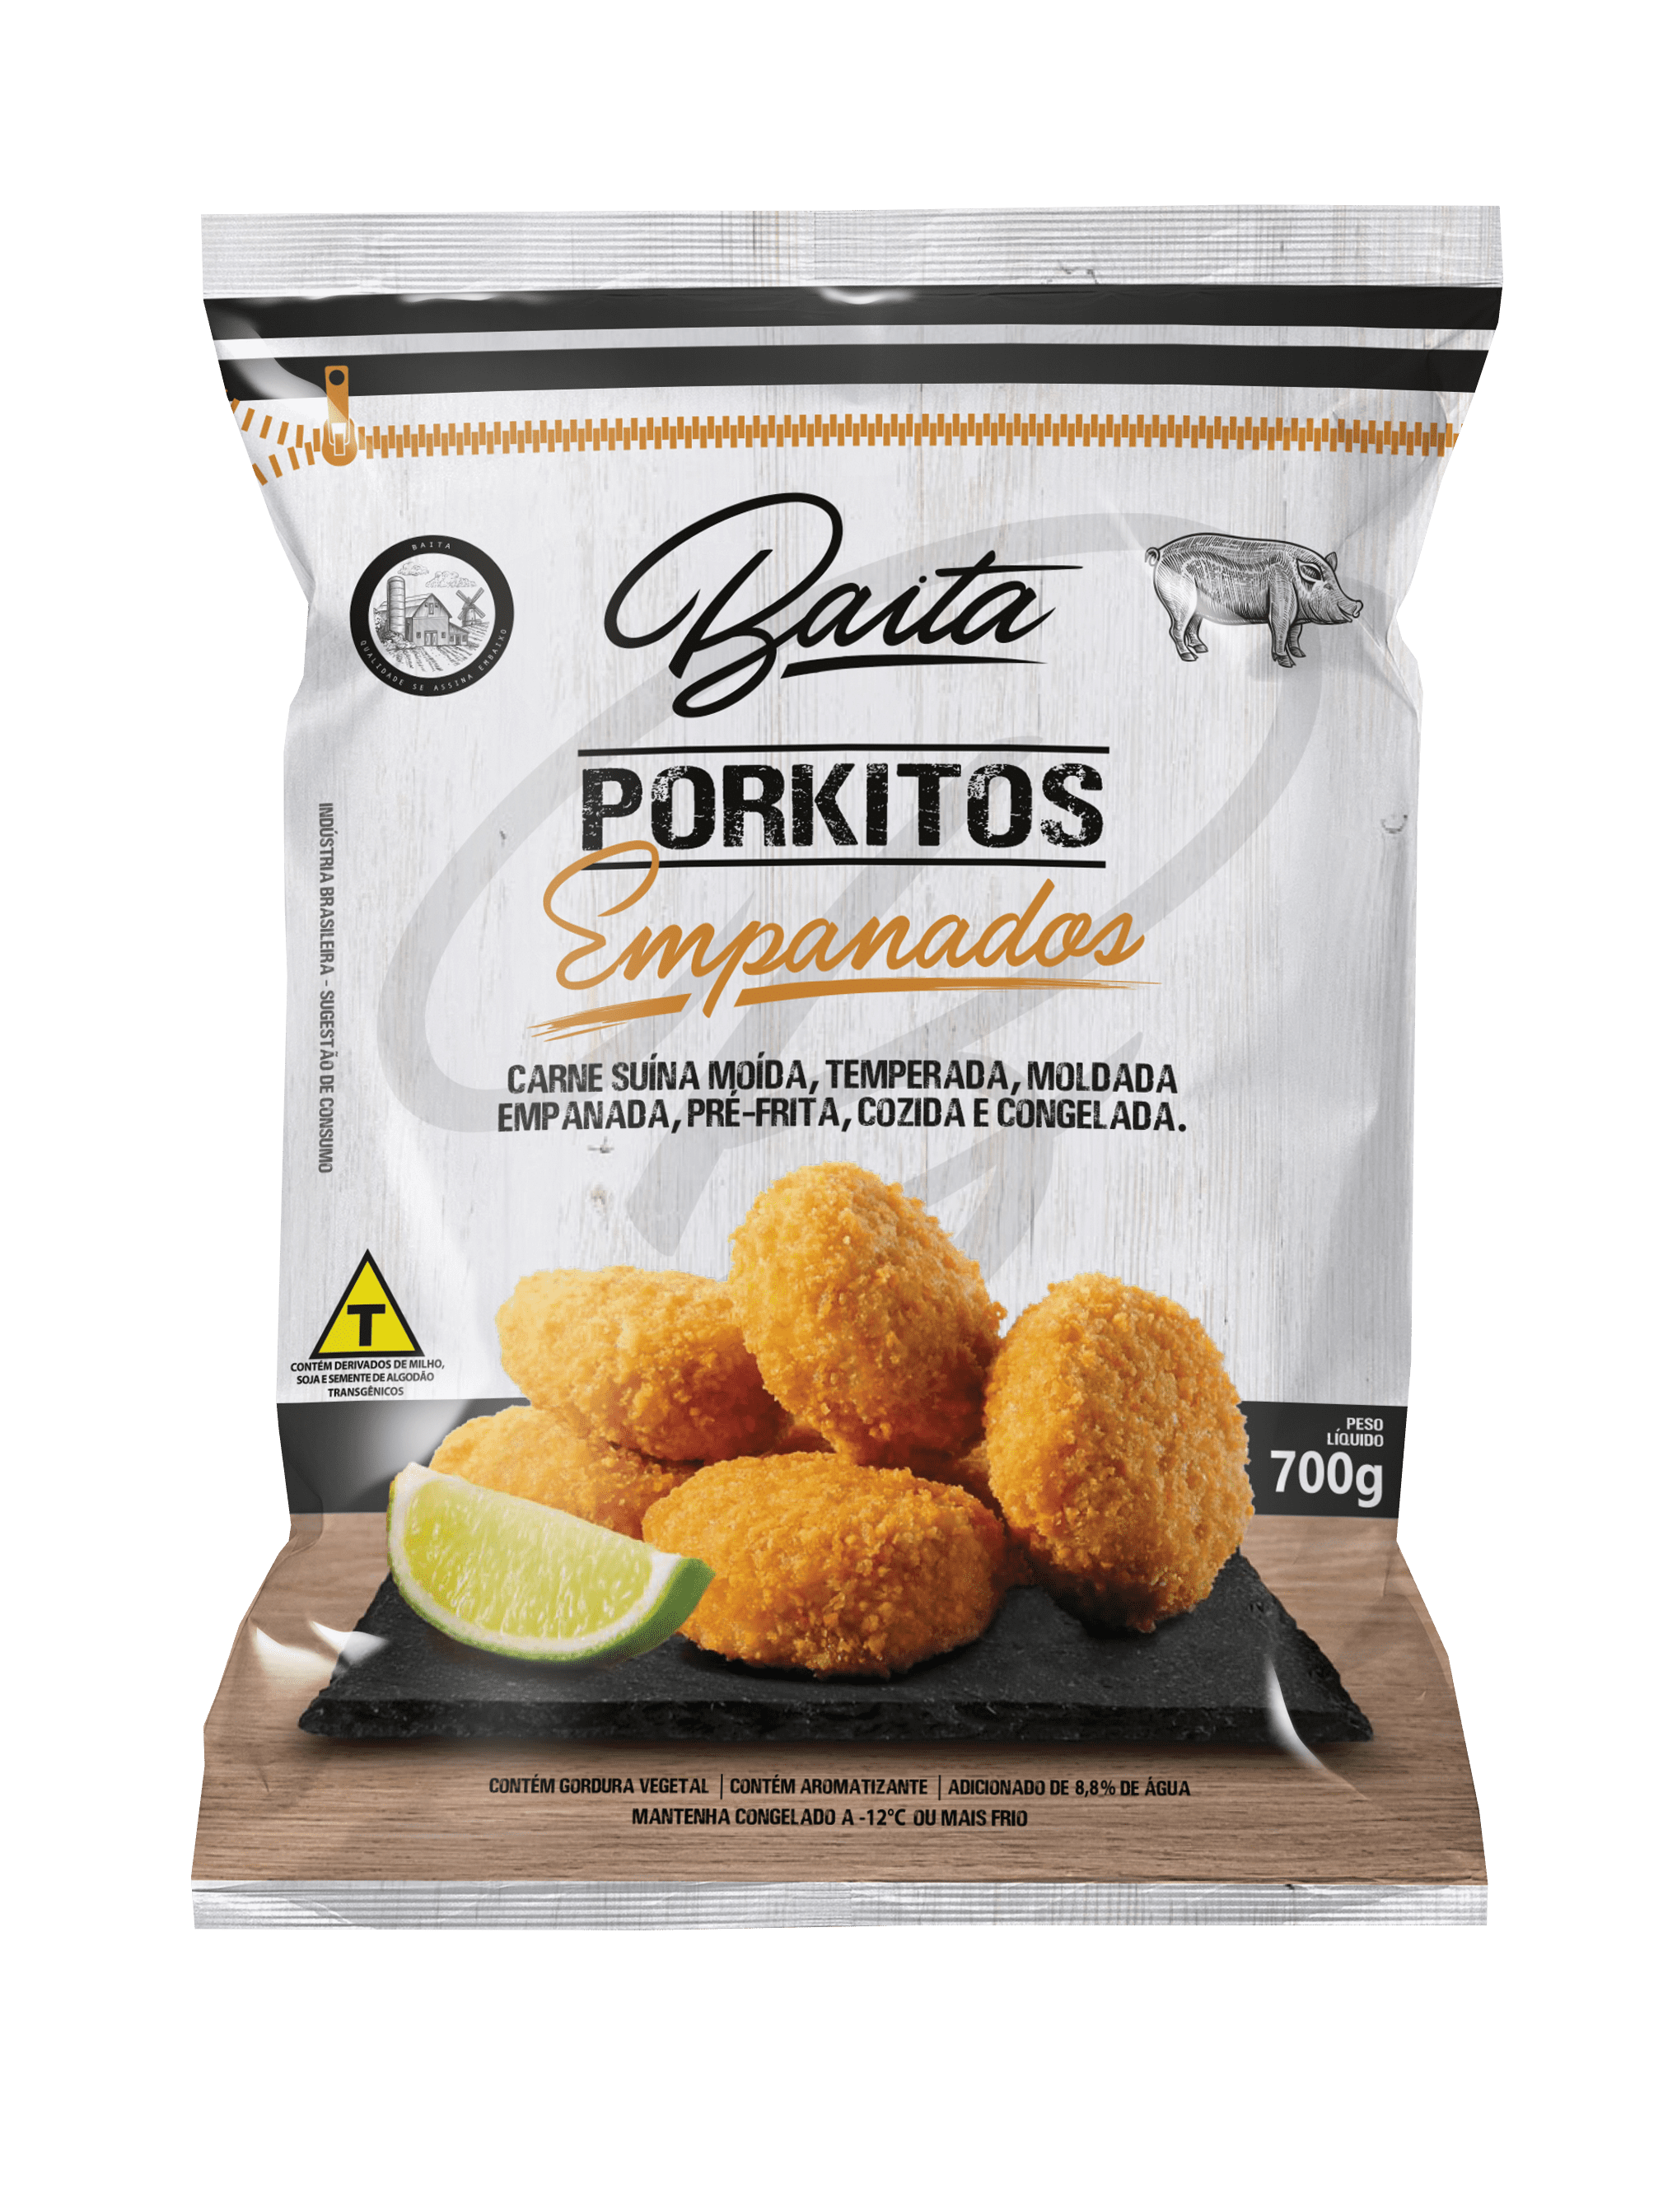 BAITA
QUALIDADE SE ASSINA EMBAIXO
Baita
PORKITOS
Empanados
CARNE SUÍNA MOÍDA, TEMPERADA, MOLDADA
EMPANADA, PRÉ-FRITA, COZIDA E CONGELADA.
INDÚSTRIA BRASILEIRA - SUGESTÃO DE CONSUMO
T
CONTÉM DERIVADOS DE MILHO,
SOJA E SEMENTE DE ALGODÃO
TRANSGÊNICOS
PESO
LÍQUIDO
700g
CONTÉM GORDURA VEGETAL | CONTÉM AROMATIZANTE | ADICIONADO DE 8,8% DE ÁGUA
MANTENHA CONGELADO A -12°C OU MAIS FRIO